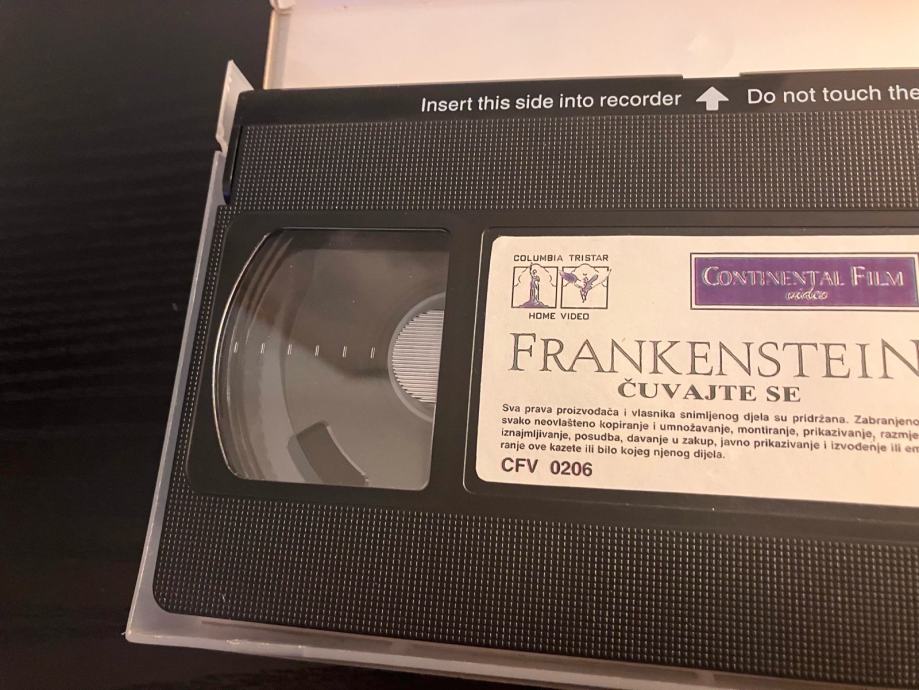 Insert this side into recorder Do not touch the
COLUMBIA TRISTAR
HOME VIDEO
CONTINENTAL FILM
video
FRANKENSTEIN
ČUVAJTE SE
Sva prava proizvođača i vlasnika snimljenog djela su pridržana. Zabranjeno
svako neovlašteno kopiranje i umnožavanje, montiranje, prikazivanje, razmje
iznajmljivanje, posudba, davanje u zakup, javno prikazivanje i izvođenje ili em
ranje ove kazete ili bilo kojeg njenog dijela.
CFV 0206